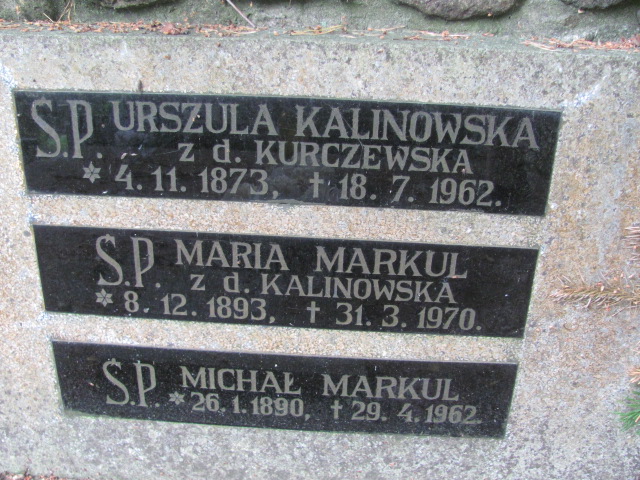 Ś.P. URSZULA KALINOWSKA
z d. KURCZEWSKA
* 4.11.1873, † 18.7.1962.
Ś.P. MARIA MARKUL
z d. KALINOWSKA
* 8.12.1893, † 31.3.1970.
Ś.P. MICHAŁ MARKUL
* 26.1.1890, † 29.4.1962